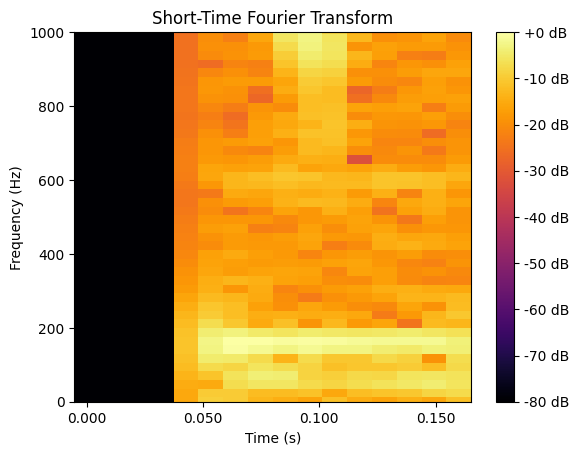 Short-Time Fourier Transform
Frequency (Hz)
1000
800
600
400
200
0
0.000
0.050
0.100
0.150
Time (s)
+0 dB
-10 dB
-20 dB
-30 dB
-40 dB
-50 dB
-60 dB
-70 dB
-80 dB